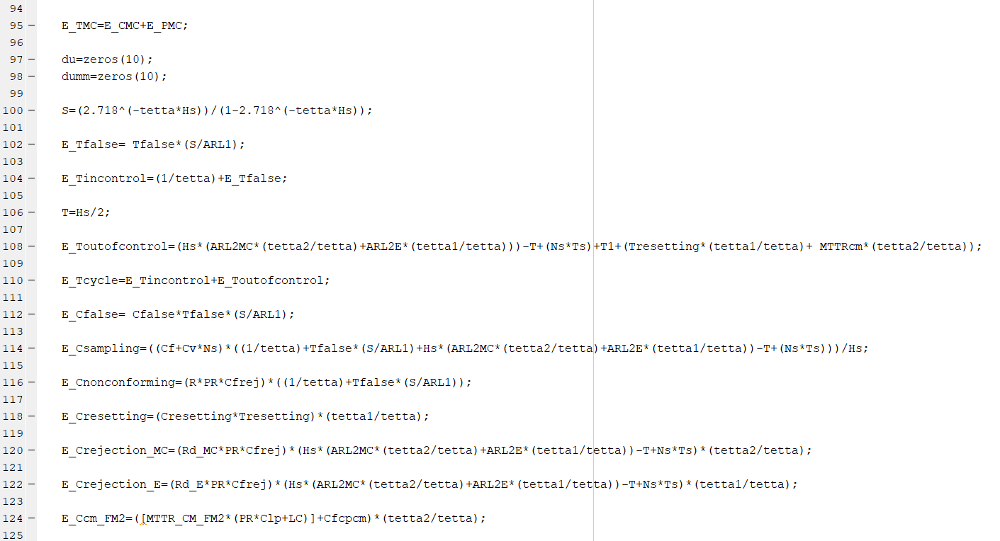 94
95 — E_TMC=E_CMC+E_PMC;
96
97 — du=zeros(10);
98 — dumm=zeros(10);
99
100 — S=(2.718^(-tetta*Hs))/(1-2.718^(-tetta*Hs));
101
102 — E_Tfalse= Tfalse*(S/ARL1);
103
104 — E_Tincontrol=(1/tetta)+E_Tfalse;
105
106 — T=Hs/2;
107
108 — E_Toutofcontrol=(Hs*(ARL2MC*(tetta2/tetta)+ARL2E*(tetta1/tetta)))-T+(Ns*Ts)+T1+(Tresetting*(tetta1/tetta)+ MTTRcm*(tetta2/tetta));
109
110 — E_Tcycle=E_Tincontrol+E_Toutofcontrol;
111
112 — E_Cfalse= Cfalse*Tfalse*(S/ARL1);
113
114 — E_Csampling=((Cf+Cv*Ns)*((1/tetta)+Tfalse*(S/ARL1)+Hs*(ARL2MC*(tetta2/tetta)+ARL2E*(tetta1/tetta))-T+(Ns*Ts)))/Hs;
115
116 — E_Cnonconforming=(R*PR*Cfrej)*((1/tetta)+Tfalse*(S/ARL1));
117
118 — E_Cresetting=(Cresetting*Tresetting)*(tetta1/tetta);
119
120 — E_Crejection_MC=(Rd_MC*PR*Cfrej)*(Hs*(ARL2MC*(tetta2/tetta)+ARL2E*(tetta1/tetta))-T+Ns*Ts)*(tetta2/tetta);
121
122 — E_Crejection_E=(Rd_E*PR*Cfrej)*(Hs*(ARL2MC*(tetta2/tetta)+ARL2E*(tetta1/tetta))-T+Ns*Ts)*(tetta1/tetta);
123
124 — E_Ccm_FM2=([MTTR_CM_FM2*(PR*Clp+LC)]+Cfcpcm)*(tetta2/tetta);
125